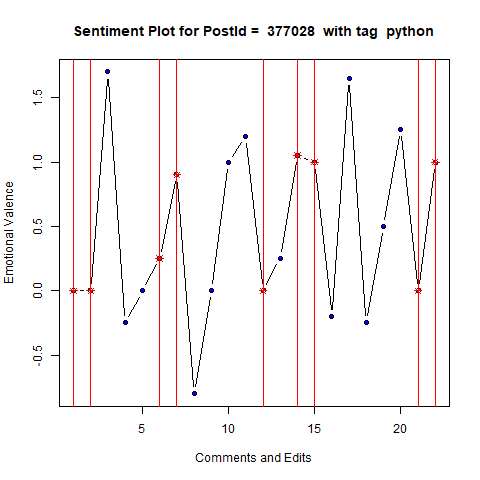 Sentiment Plot for PostId =  377028  with tag  python
Emotional Valence
1.5
1.0
0.5
0.0
-0.5
5 10 15 20
Comments and Edits